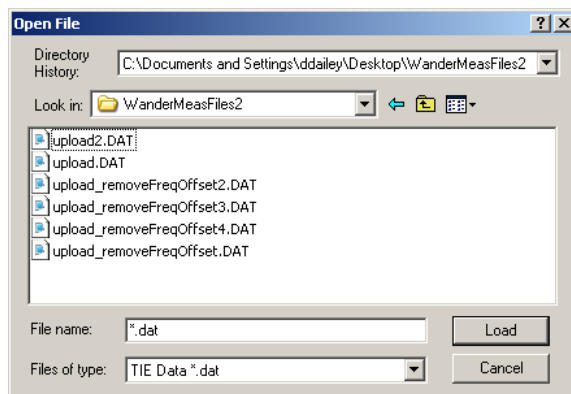 Open File
Directory History:
C:\Documents and Settings\ddailey\Desktop\WanderMeasFiles2
Look in: WanderMeasFiles2
upload2.DAT
upload.DAT
upload_removeFreqOffset2.DAT
upload_removeFreqOffset3.DAT
upload_removeFreqOffset4.DAT
upload_removeFreqOffset.DAT
File name: *.dat Load
Files of type: TIE Data *.dat Cancel